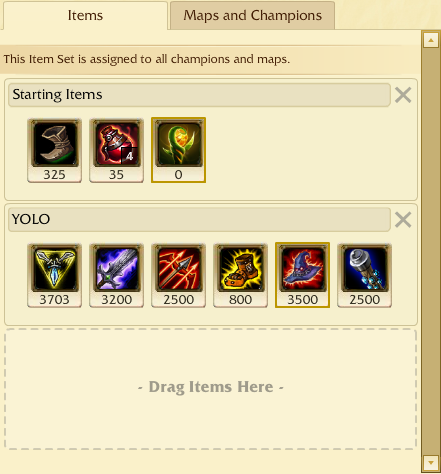 Items
Maps and Champions
This Item Set is assigned to all champions and maps.
Starting Items
4
325 35 0
YOLO
3703 3200 2500 800 3500 2500
- Drag Items Here -